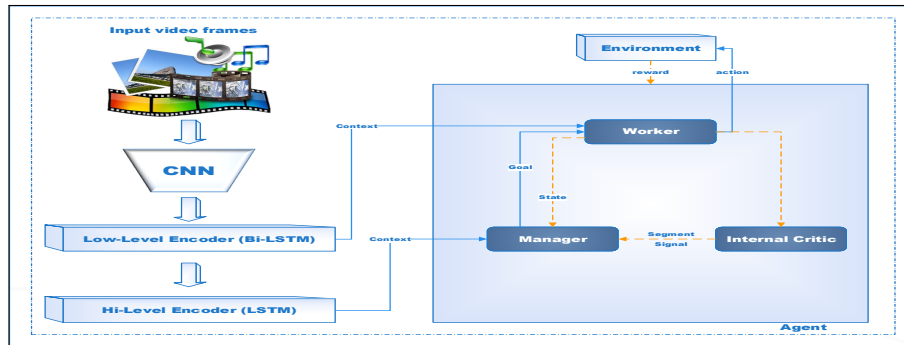 Input video frames
CNN
Low-Level Encoder (Bi-LSTM)
Hi-Level Encoder (LSTM)
Context
Context
Environment
reward
action
Worker
Goal
State
Manager
Segment
Signal
Internal Critic
Agent